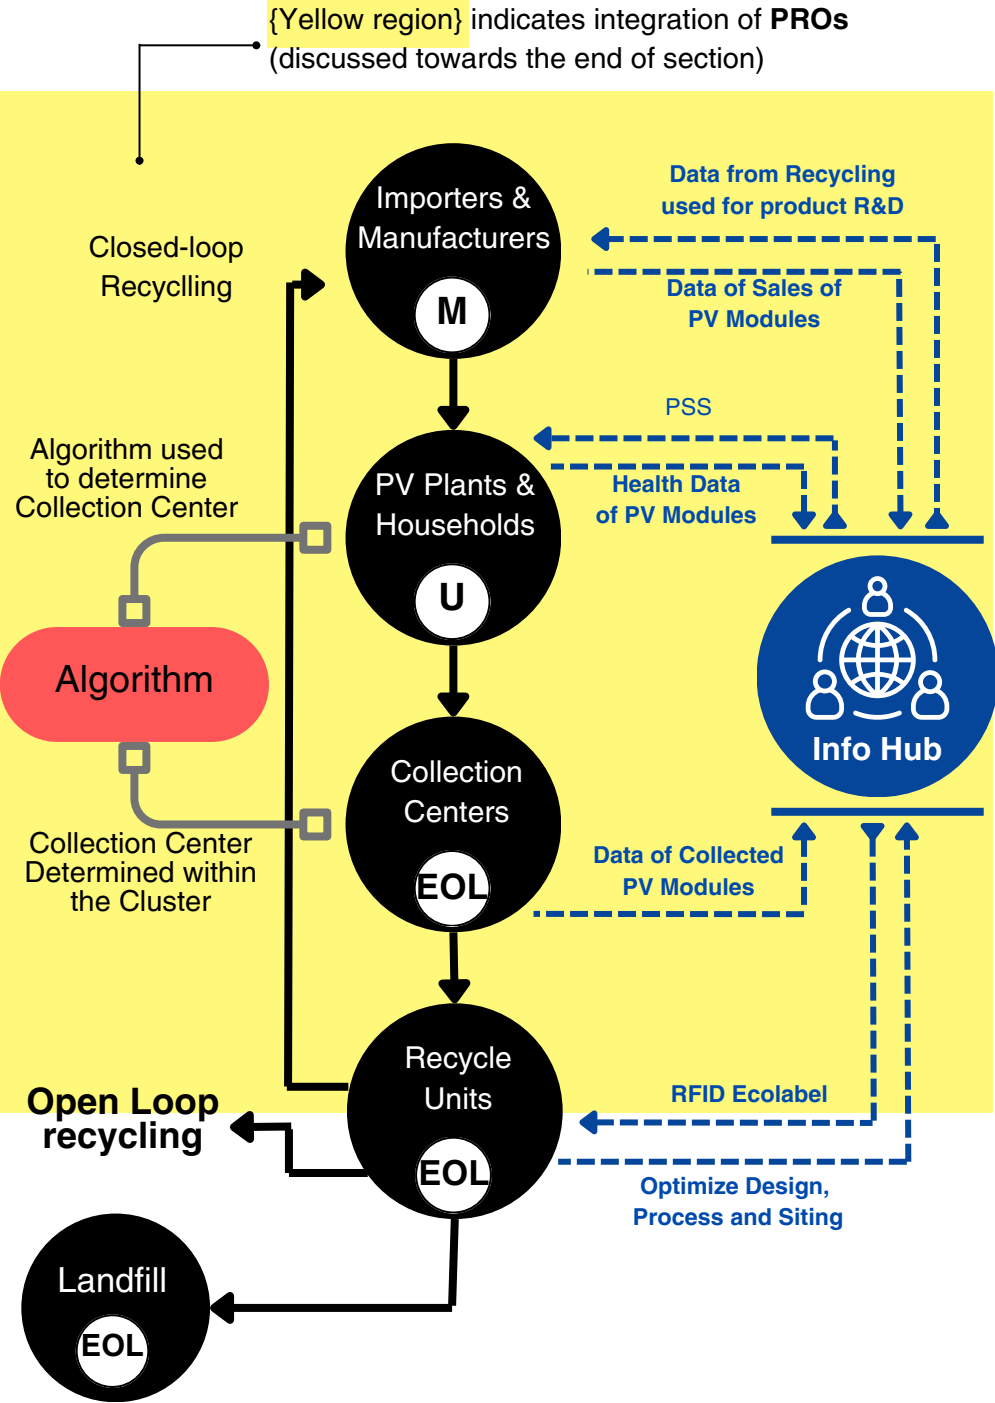 {Yellow region} indicates integration of PROs
(discussed towards the end of section)
Importers &
Manufacturers
M
Data from Recycling
used for product R&D
Closed-loop
Recyclling
Data of Sales of
PV Modules
PSS
Algorithm used
to determine
Collection Center
PV Plants &
Households
U
Health Data
of PV Modules
Algorithm
Info Hub
Collection
Centers
EOL
Collection Center
Determined within
the Cluster
Data of Collected
PV Modules
Recycle
Units
EOL
RFID Ecolabel
Open Loop
recycling
Optimize Design,
Process and Siting
Landfill
EOL